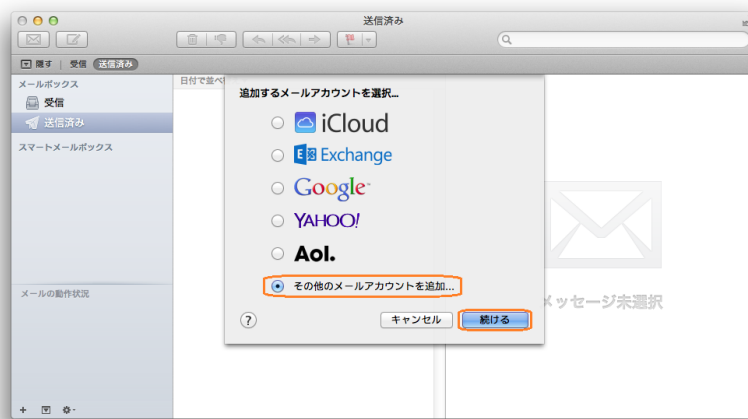 送信済み
隠す 受信 送信済み
メールボックス
受信
送信済み
スマートメールボックス
メールの動作状況
日付で並べ
追加するメールアカウントを選択...
iCloud
Exchange
Google
YAHOO!
Aol.
その他のメールアカウントを追加...
?
キャンセル
続ける
メッセージ未選択